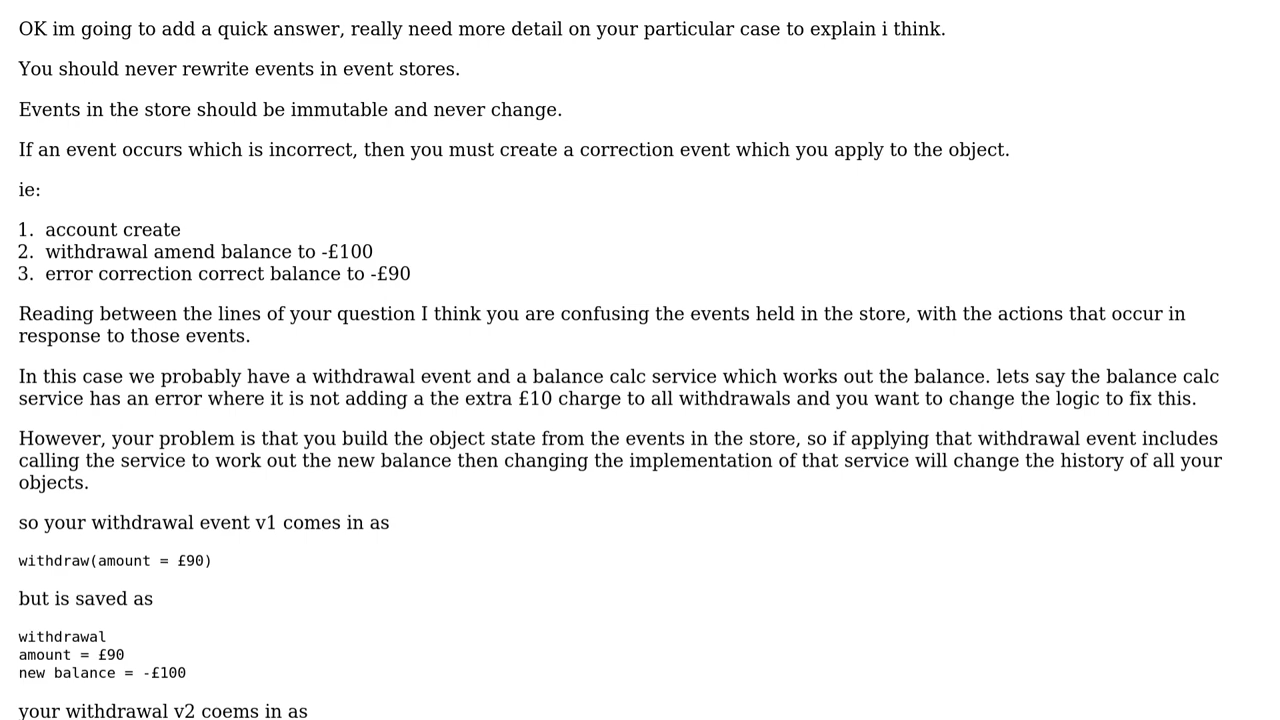 OK im going to add a quick answer, really need more detail on your particular case to explain i think.
You should never rewrite events in event stores.
Events in the store should be immutable and never change.
If an event occurs which is incorrect, then you must create a correction event which you apply to the object.
ie:
1. account create
2. withdrawal amend balance to -£100
3. error correction correct balance to -£90
Reading between the lines of your question I think you are confusing the events held in the store, with the actions that occur in
response to those events.
In this case we probably have a withdrawal event and a balance calc service which works out the balance. lets say the balance calc
service has an error where it is not adding a the extra £10 charge to all withdrawals and you want to change the logic to fix this.
However, your problem is that you build the object state from the events in the store, so if applying that withdrawal event includes
calling the service to work out the new balance then changing the implementation of that service will change the history of all your
objects.
so your withdrawal event v1 comes in as
withdraw(amount = £90)
but is saved as
withdrawal
amount = £90
new balance = -£100
your withdrawal v2 coems in as